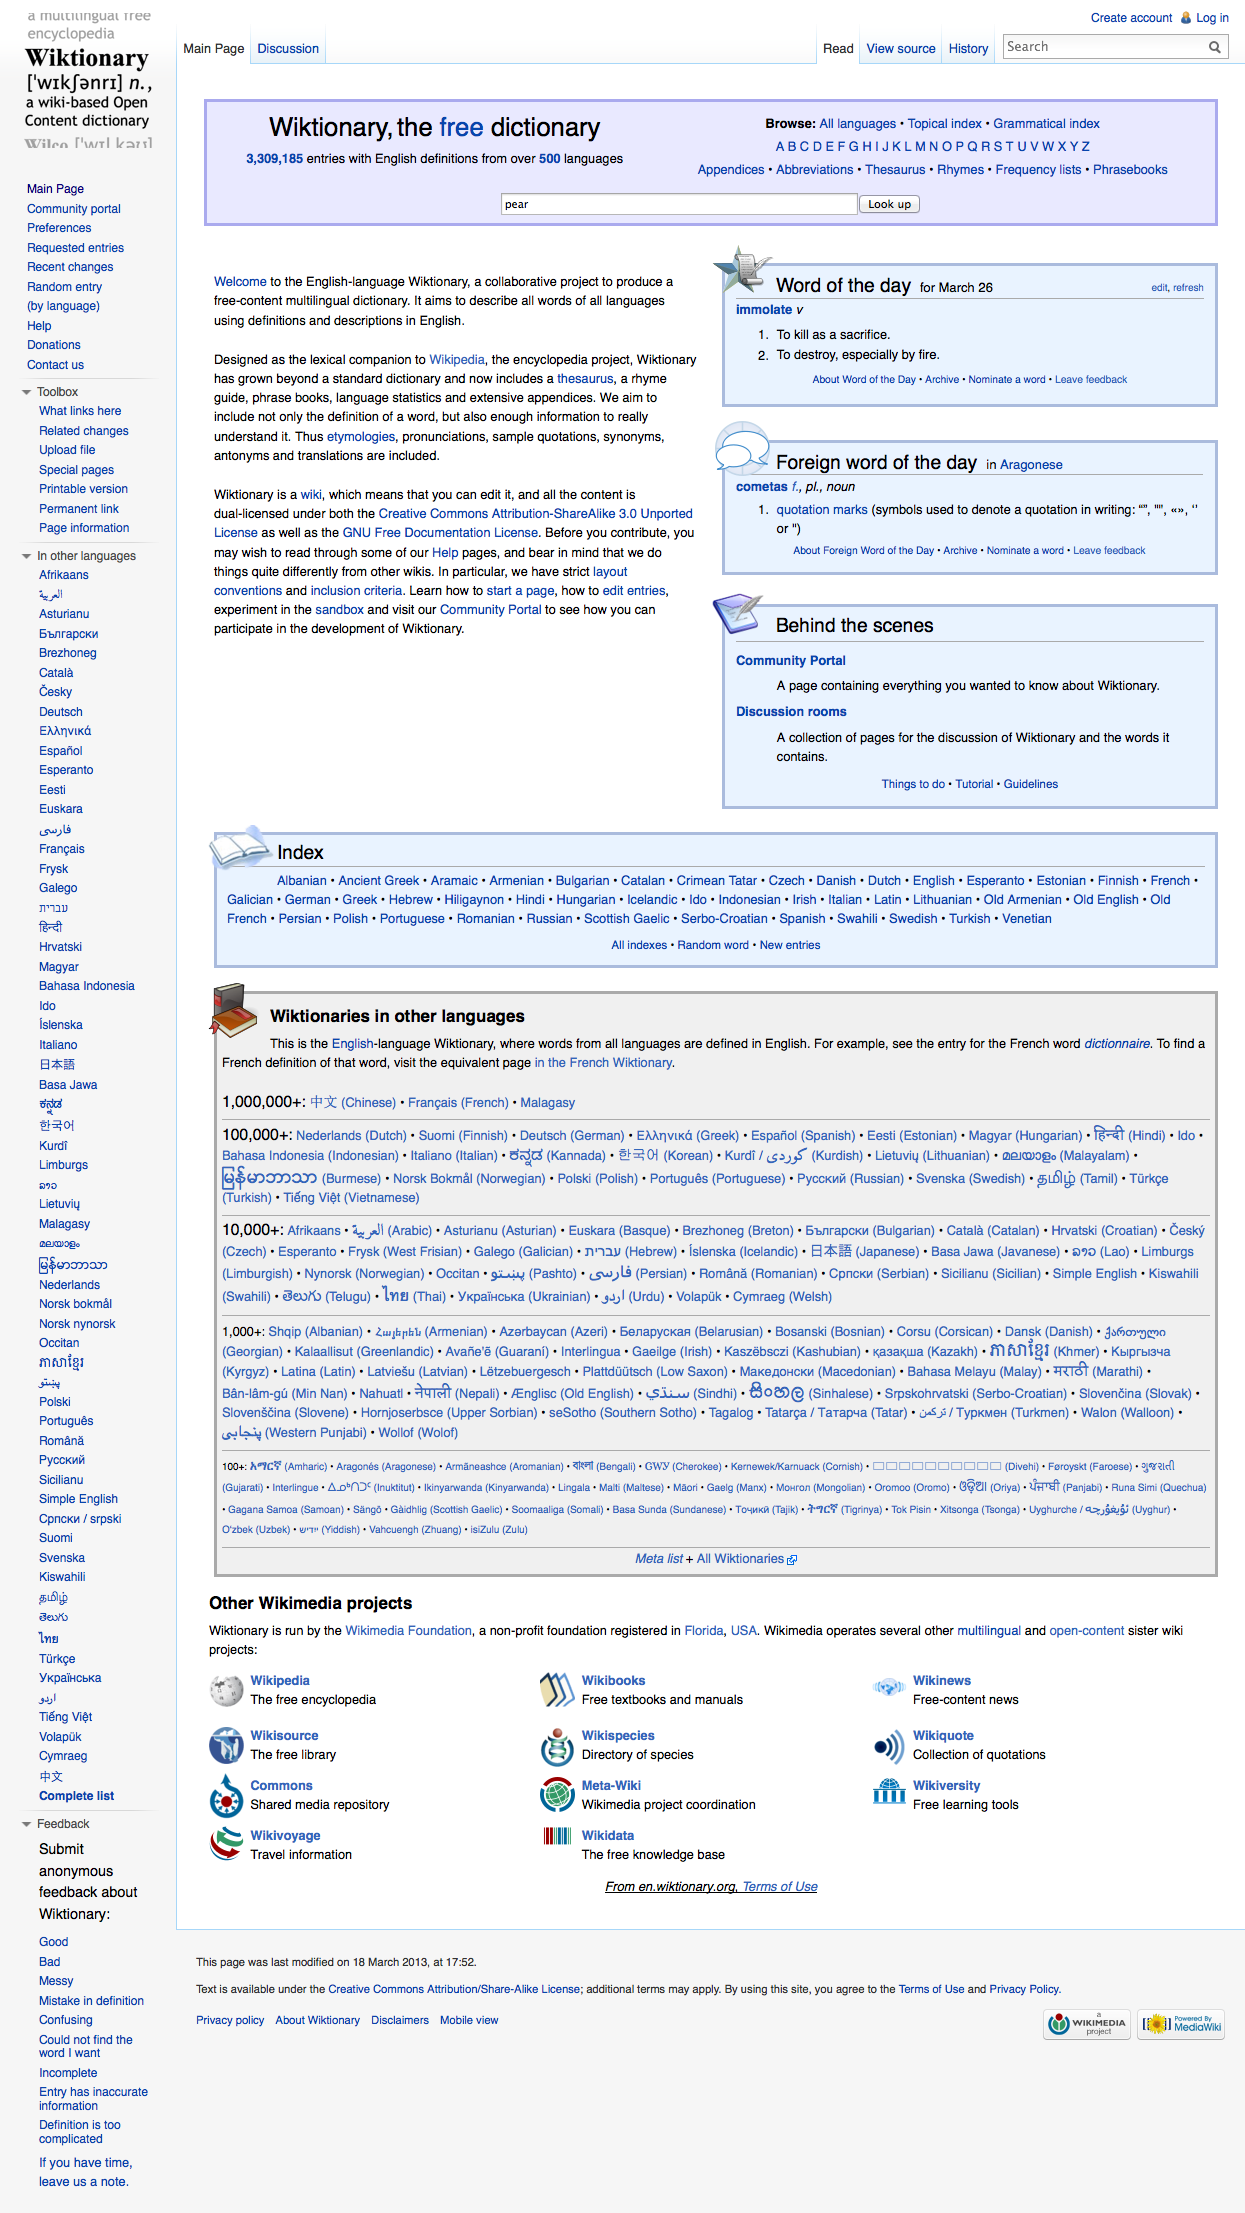 a multilingual free
encyclopedia
Wiktionary
['wɪkʃənrɪ] n.,
a wiki-based Open
Content dictionary
Wilco ['wɪl kəʊ]
Create account Log in
Main Page Discussion Read View source History Search
Main Page
Community portal
Preferences
Requested entries
Recent changes
Random entry
(by language)
Help
Donations
Contact us
Toolbox
What links here
Related changes
Upload file
Special pages
Printable version
Permanent link
Page information
In other languages
Afrikaans
العربية
Asturianu
Български
Brezhoneg
Català
Česky
Deutsch
Ελληνικά
Español
Esperanto
Eesti
Euskara
فارسی
Français
Frysk
Galego
עברית
हिन्दी
Hrvatski
Magyar
Bahasa Indonesia
Ido
Íslenska
Italiano
日本語
Basa Jawa
ಕನ್ನಡ
한국어
Kurdî
Limburgs
ລາວ
Lietuvių
Malagasy
മലയാളം
မြန်မာဘာသာ
Nederlands
Norsk bokmål
Norsk nynorsk
Occitan
ភាសាខ្មែរ
پښتو
Polski
Português
Română
Русский
Sicilianu
Simple English
Српски / srpski
Suomi
Svenska
Kiswahili
தமிழ்
తెలుగు
ไทย
Türkçe
Українська
اردو
Tiếng Việt
Volapük
Cymraeg
中文
Complete list
Feedback
Submit
anonymous
feedback about
Wiktionary:
Good
Bad
Messy
Mistake in definition
Confusing
Could not find the
word I want
Incomplete
Entry has inaccurate
information
Definition is too
complicated
If you have time,
leave us a note.
Wiktionary, the free dictionary
3,309,185 entries with English definitions from over 500 languages
Browse: All languages • Topical index • Grammatical index
A B C D E F G H I J K L M N O P Q R S T U V W X Y Z
Appendices • Abbreviations • Thesaurus • Rhymes • Frequency lists • Phrasebooks
pear Look up
Welcome to the English-language Wiktionary, a collaborative project to produce a
free-content multilingual dictionary. It aims to describe all words of all languages
using definitions and descriptions in English.
Designed as the lexical companion to Wikipedia, the encyclopedia project, Wiktionary
has grown beyond a standard dictionary and now includes a thesaurus, a rhyme
guide, phrase books, language statistics and extensive appendices. We aim to
include not only the definition of a word, but also enough information to really
understand it. Thus etymologies, pronunciations, sample quotations, synonyms,
antonyms and translations are included.
Wiktionary is a wiki, which means that you can edit it, and all the content is
dual-licensed under both the Creative Commons Attribution-ShareAlike 3.0 Unported
License as well as the GNU Free Documentation License. Before you contribute, you
may wish to read through some of our Help pages, and bear in mind that we do
things quite differently from other wikis. In particular, we have strict layout
conventions and inclusion criteria. Learn how to start a page, how to edit entries,
experiment in the sandbox and visit our Community Portal to see how you can
participate in the development of Wiktionary.
Word of the day for March 26 edit, refresh
immolate v
1. To kill as a sacrifice.
2. To destroy, especially by fire.
About Word of the Day • Archive • Nominate a word • Leave feedback
Foreign word of the day in Aragonese
cometas f., pl., noun
1. quotation marks (symbols used to denote a quotation in writing: “”, "", «», ‘’
or '')
About Foreign Word of the Day • Archive • Nominate a word • Leave feedback
Behind the scenes
Community Portal
A page containing everything you wanted to know about Wiktionary.
Discussion rooms
A collection of pages for the discussion of Wiktionary and the words it
contains.
Things to do • Tutorial • Guidelines
Index
Albanian • Ancient Greek • Aramaic • Armenian • Bulgarian • Catalan • Crimean Tatar • Czech • Danish • Dutch • English • Esperanto • Estonian • Finnish • French •
Galician • German • Greek • Hebrew • Hiligaynon • Hindi • Hungarian • Icelandic • Ido • Indonesian • Irish • Italian • Latin • Lithuanian • Old Armenian • Old English • Old
French • Persian • Polish • Portuguese • Romanian • Russian • Scottish Gaelic • Serbo-Croatian • Spanish • Swahili • Swedish • Turkish • Venetian
All indexes • Random word • New entries
Wiktionaries in other languages
This is the English-language Wiktionary, where words from all languages are defined in English. For example, see the entry for the French word dictionnaire. To find a
French definition of that word, visit the equivalent page in the French Wiktionary.
1,000,000+: 中文 (Chinese) • Français (French) • Malagasy
100,000+: Nederlands (Dutch) • Suomi (Finnish) • Deutsch (German) • Ελληνικά (Greek) • Español (Spanish) • Eesti (Estonian) • Magyar (Hungarian) • हिन्दी (Hindi) • Ido •
Bahasa Indonesia (Indonesian) • Italiano (Italian) • ಕನ್ನಡ (Kannada) • 한국어 (Korean) • Kurdî / كوردی (Kurdish) • Lietuvių (Lithuanian) • മലയാളം (Malayalam) •
မြန်မာဘာသာ (Burmese) • Norsk Bokmål (Norwegian) • Polski (Polish) • Português (Portuguese) • Русский (Russian) • Svenska (Swedish) • தமிழ் (Tamil) • Türkçe
(Turkish) • Tiếng Việt (Vietnamese)
10,000+: Afrikaans • العربية (Arabic) • Asturianu (Asturian) • Euskara (Basque) • Brezhoneg (Breton) • Български (Bulgarian) • Català (Catalan) • Hrvatski (Croatian) • Český
(Czech) • Esperanto • Frysk (West Frisian) • Galego (Galician) • עברית (Hebrew) • Íslenska (Icelandic) • 日本語 (Japanese) • Basa Jawa (Javanese) • ລາວ (Lao) • Limburgs
(Limburgish) • Nynorsk (Norwegian) • Occitan • پښتو (Pashto) • فارسی (Persian) • Română (Romanian) • Српски (Serbian) • Sicilianu (Sicilian) • Simple English • Kiswahili
(Swahili) • తెలుగు (Telugu) • ไทย (Thai) • Українська (Ukrainian) • اردو (Urdu) • Volapük • Cymraeg (Welsh)
1,000+: Shqip (Albanian) • Հայերեն (Armenian) • Azərbaycan (Azeri) • Беларуская (Belarusian) • Bosanski (Bosnian) • Corsu (Corsican) • Dansk (Danish) • ქართული
(Georgian) • Kalaallisut (Greenlandic) • Avañe'ẽ (Guaraní) • Interlingua • Gaeilge (Irish) • Kaszëbsczi (Kashubian) • қазақша (Kazakh) • ភាសាខ្មែរ (Khmer) • Кыргызча
(Kyrgyz) • Latina (Latin) • Latviešu (Latvian) • Lëtzebuergesch • Plattdüütsch (Low Saxon) • Македонски (Macedonian) • Bahasa Melayu (Malay) • मराठी (Marathi) •
Bân-lâm-gú (Min Nan) • Nahuatl • नेपाली (Nepali) • Ænglisc (Old English) • سنڌي (Sindhi) • සිංහල (Sinhalese) • Srpskohrvatski (Serbo-Croatian) • Slovenčina (Slovak) •
Slovenščina (Slovene) • Hornjoserbsce (Upper Sorbian) • seSotho (Southern Sotho) • Tagalog • Tatarça / Татарча (Tatar) • تركمن / Туркмен (Turkmen) • Walon (Walloon) •
پنجابی (Western Punjabi) • Wollof (Wolof)
100+: አማርኛ (Amharic) • Aragonés (Aragonese) • Armãneashce (Aromanian) • বাংলা (Bengali) • ᏣᎳᎩ (Cherokee) • Kernewek/Karnuack (Cornish) • (Divehi) • Føroyskt (Faroese) • ગુજરાતી
(Gujarati) • Interlingue • ᐃᓄᒃᑎᑐᑦ (Inuktitut) • Ikinyarwanda (Kinyarwanda) • Lingala • Malti (Maltese) • Māori • Gaelg (Manx) • Монгол (Mongolian) • Oromoo (Oromo) • ଓଡ଼ିଆ (Oriya) • ਪੰਜਾਬੀ (Panjabi) • Runa Simi (Quechua)
• Gagana Samoa (Samoan) • Sängö • Gàidhlig (Scottish Gaelic) • Soomaaliga (Somali) • Basa Sunda (Sundanese) • Тоҷикӣ (Tajik) • ትግርኛ (Tigrinya) • Tok Pisin • Xitsonga (Tsonga) • Uyghurche / ئۇيغۇرچە (Uyghur) •
O'zbek (Uzbek) • ייִדיש (Yiddish) • Vahcuengh (Zhuang) • isiZulu (Zulu)
Meta list + All Wiktionaries
Other Wikimedia projects
Wiktionary is run by the Wikimedia Foundation, a non-profit foundation registered in Florida, USA. Wikimedia operates several other multilingual and open-content sister wiki
projects:
Wikipedia
The free encyclopedia
Wikibooks
Free textbooks and manuals
Wikinews
Free-content news
Wikisource
The free library
Wikispecies
Directory of species
Wikiquote
Collection of quotations
Commons
Shared media repository
Meta-Wiki
Wikimedia project coordination
Wikiversity
Free learning tools
Wikivoyage
Travel information
Wikidata
The free knowledge base
From en.wiktionary.org, Terms of Use
This page was last modified on 18 March 2013, at 17:52.
Text is available under the Creative Commons Attribution/Share-Alike License; additional terms may apply. By using this site, you agree to the Terms of Use and Privacy Policy.
Privacy policy About Wiktionary Disclaimers Mobile view
a
WIKIMEDIA
project
Powered By
MediaWiki